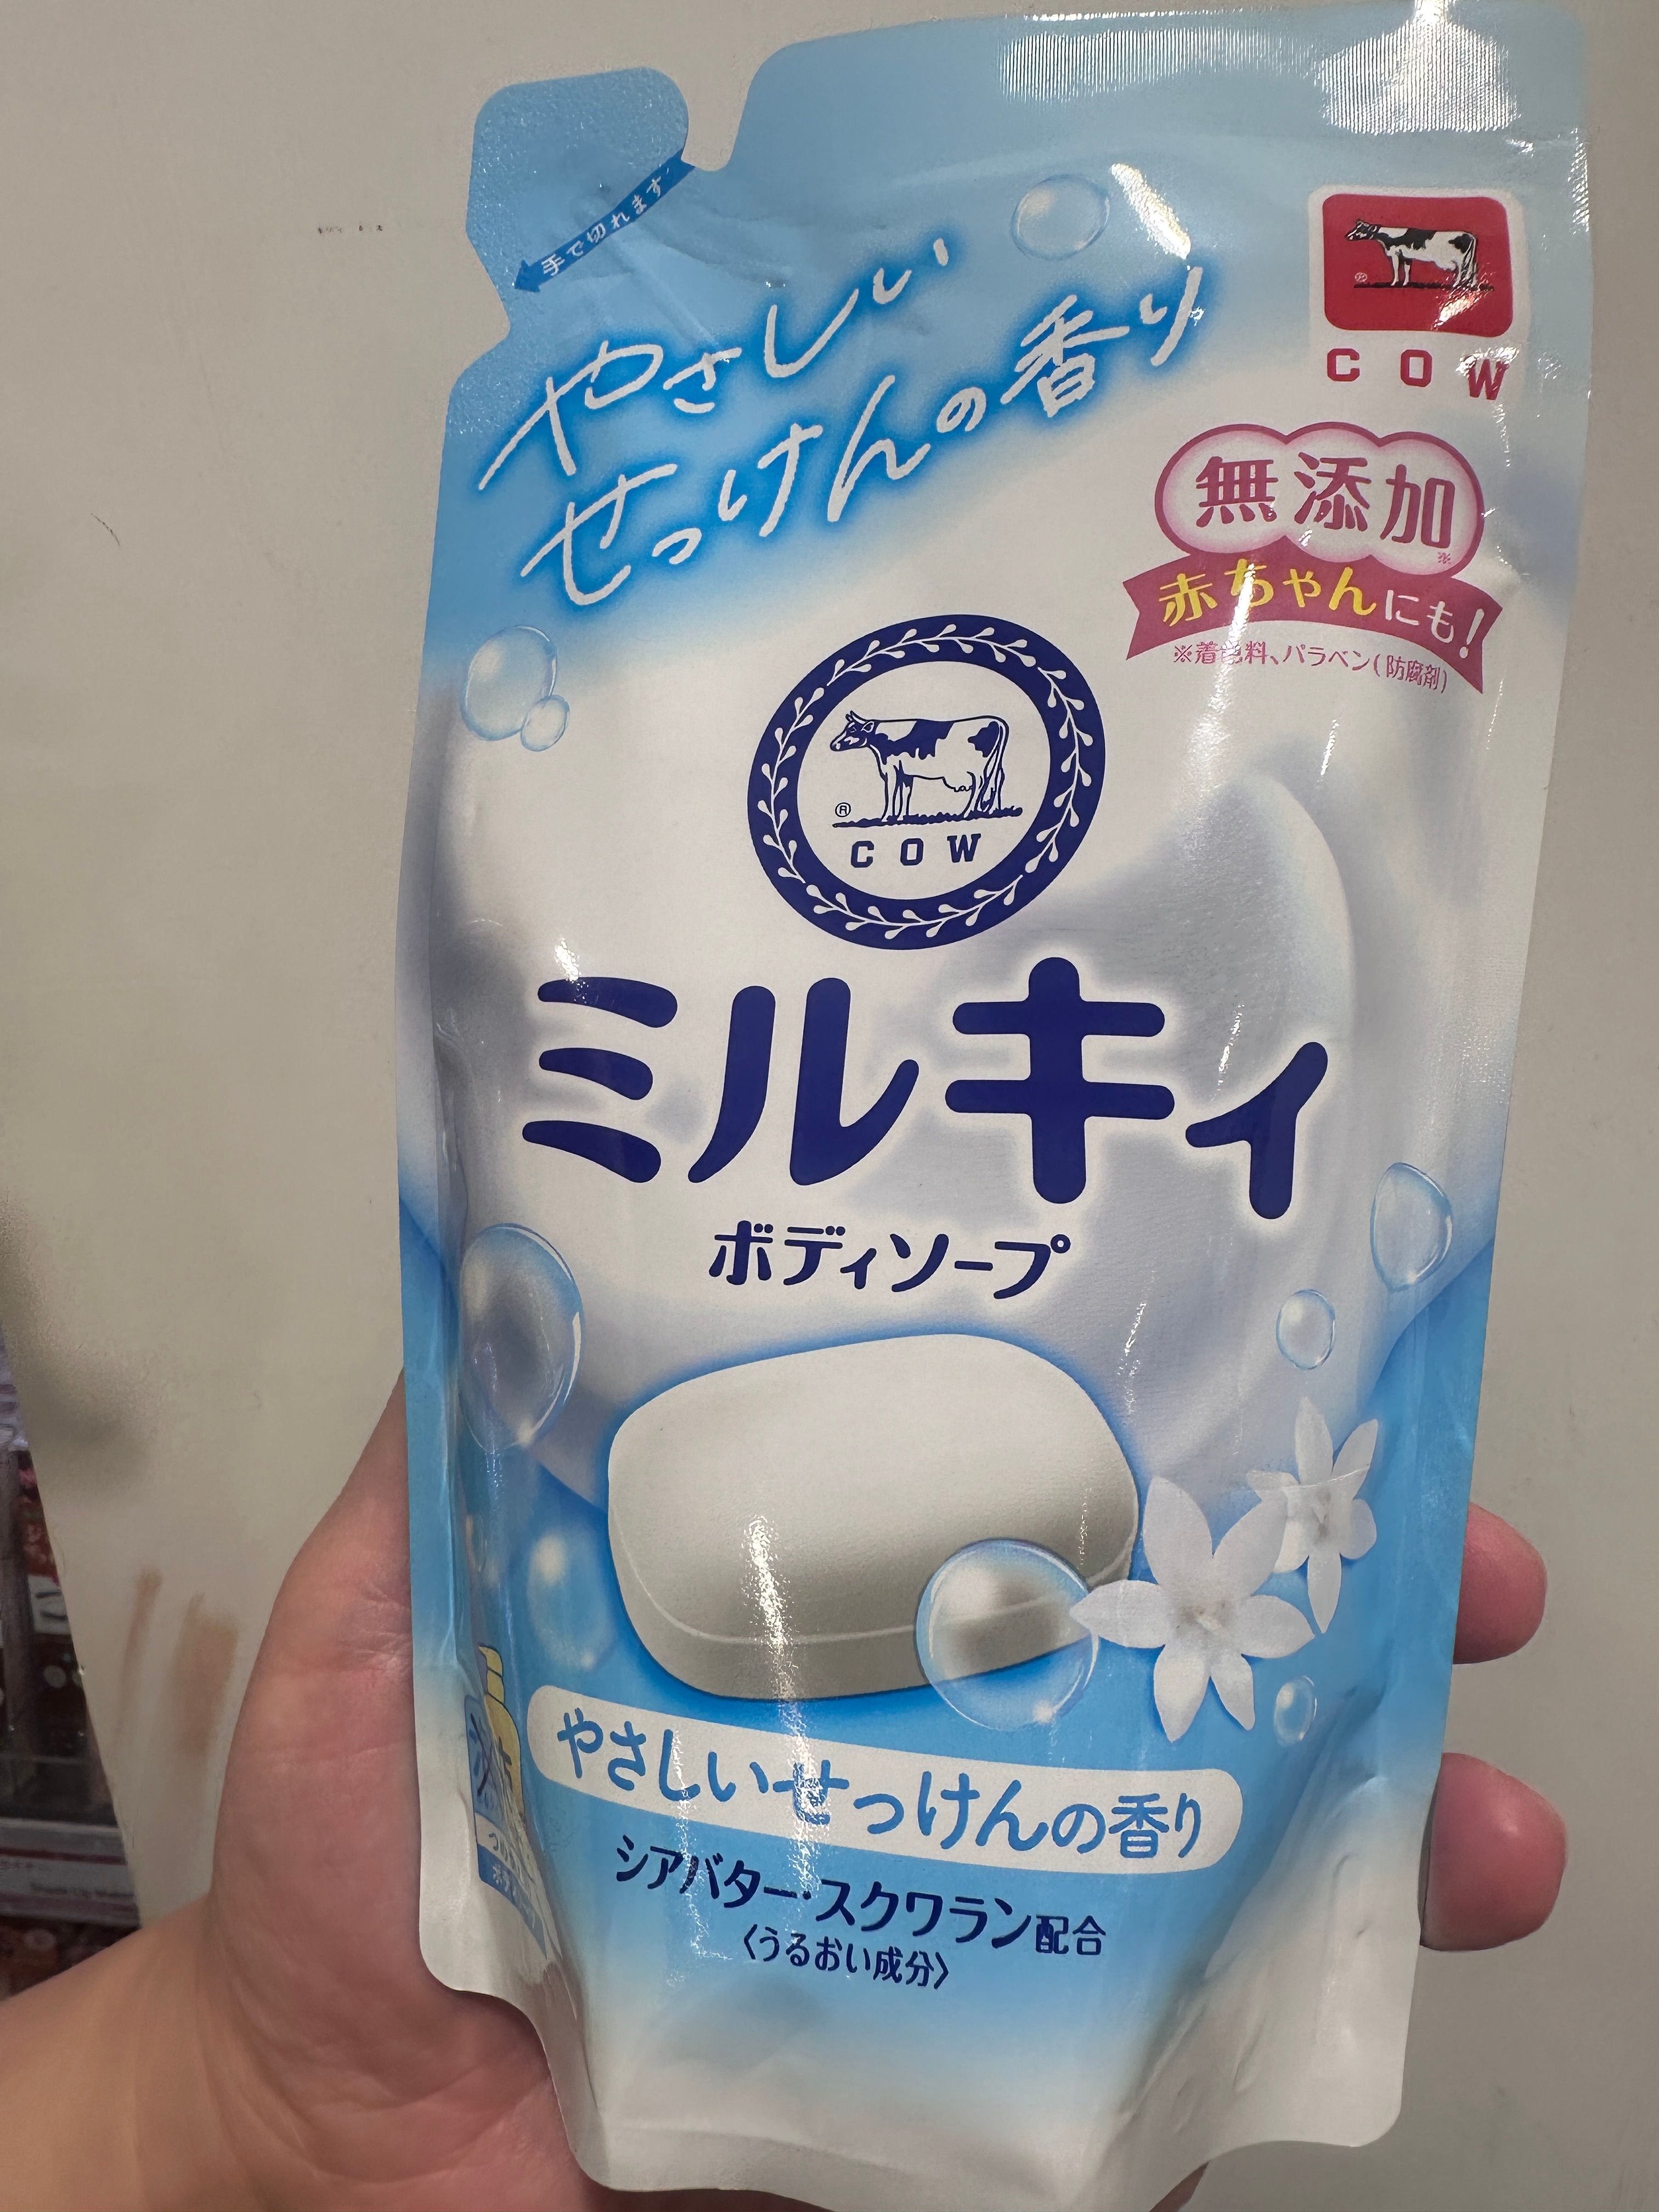 手で切れます
やさしい
せっけんの香り
COW
無添加※
赤ちゃんにも!
※着色料、パラベン(防腐剤)
®
COW
ミルキィ
ボディソープ
やさしいせっけんの香り
シアバター・スクワラン配合
〈うるおい成分〉